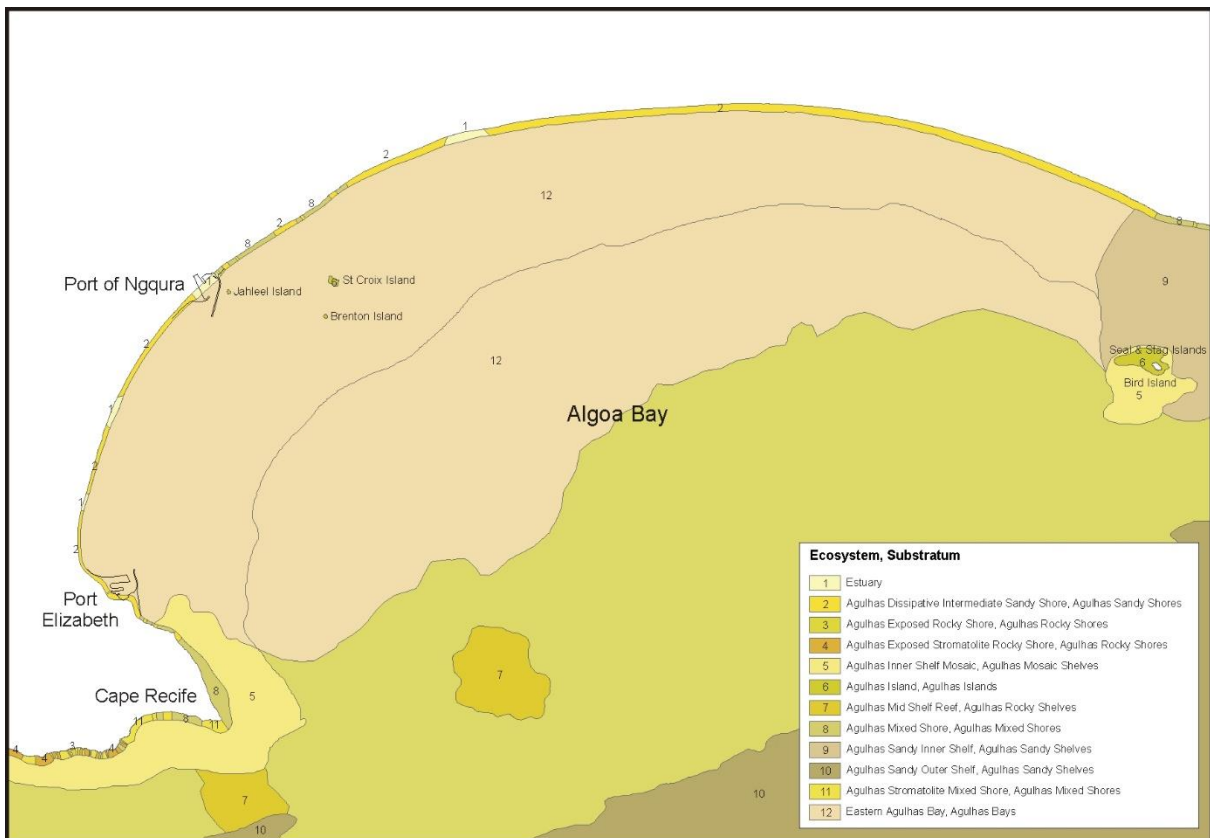 1
2
2
12
8
2
8
8
Port of Ngqura
1
Jahleel Island
St Croix Island
Brenton Island
9
2
12
Seal & Stag Islands
6
Bird Island
5
1
Algoa Bay
2
1
2
Port
Elizabeth
7
5
8
Cape Recife
11
8
11
4
3
4
4
7
10
10
Ecosystem, Substratum
1 Estuary
2 Agulhas Dissipative Intermediate Sandy Shore, Agulhas Sandy Shores
3 Agulhas Exposed Rocky Shore, Agulhas Rocky Shores
4 Agulhas Exposed Stromatolite Rocky Shore, Agulhas Rocky Shores
5 Agulhas Inner Shelf Mosaic, Agulhas Mosaic Shelves
6 Agulhas Island, Agulhas Islands
7 Agulhas Mid Shelf Reef, Agulhas Rocky Shelves
8 Agulhas Mixed Shore, Agulhas Mixed Shores
9 Agulhas Sandy Inner Shelf, Agulhas Sandy Shelves
10 Agulhas Sandy Outer Shelf, Agulhas Sandy Shelves
11 Agulhas Stromatolite Mixed Shore, Agulhas Mixed Shores
12 Eastern Agulhas Bay, Agulhas Bays